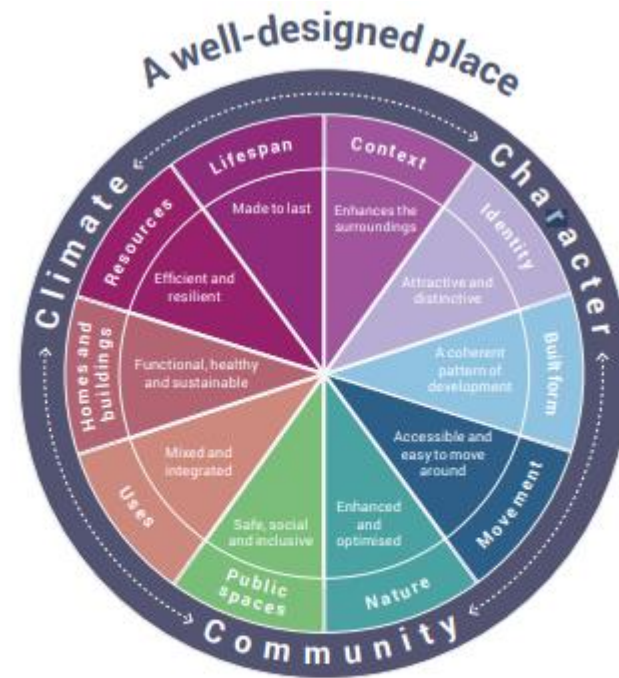 A well-designed place
Climate
Character
Community
Context
Enhances the
surroundings
Identity
Attractive and
distinctive
Built form
A coherent
pattern of
development
Movement
Accessible and
easy to move
around
Nature
Enhanced
and
optimised
Public
spaces
Safe, social
and inclusive
Uses
Mixed and
integrated
Homes and
buildings
Functional, healthy
and sustainable
Resources
Efficient and
resilient
Lifespan
Made to last